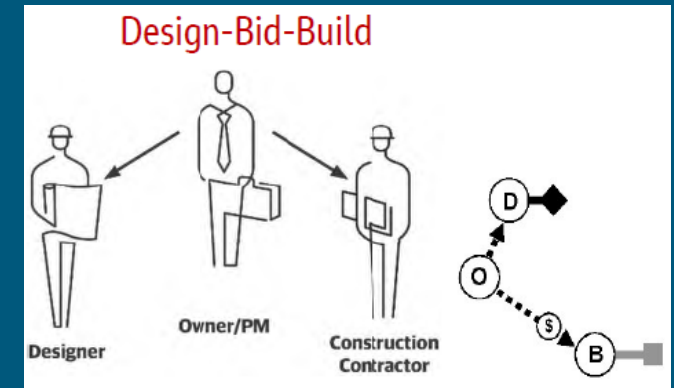 Design-Bid-Build
Designer
Owner/PM
Construction
Contractor
D
O
$
B